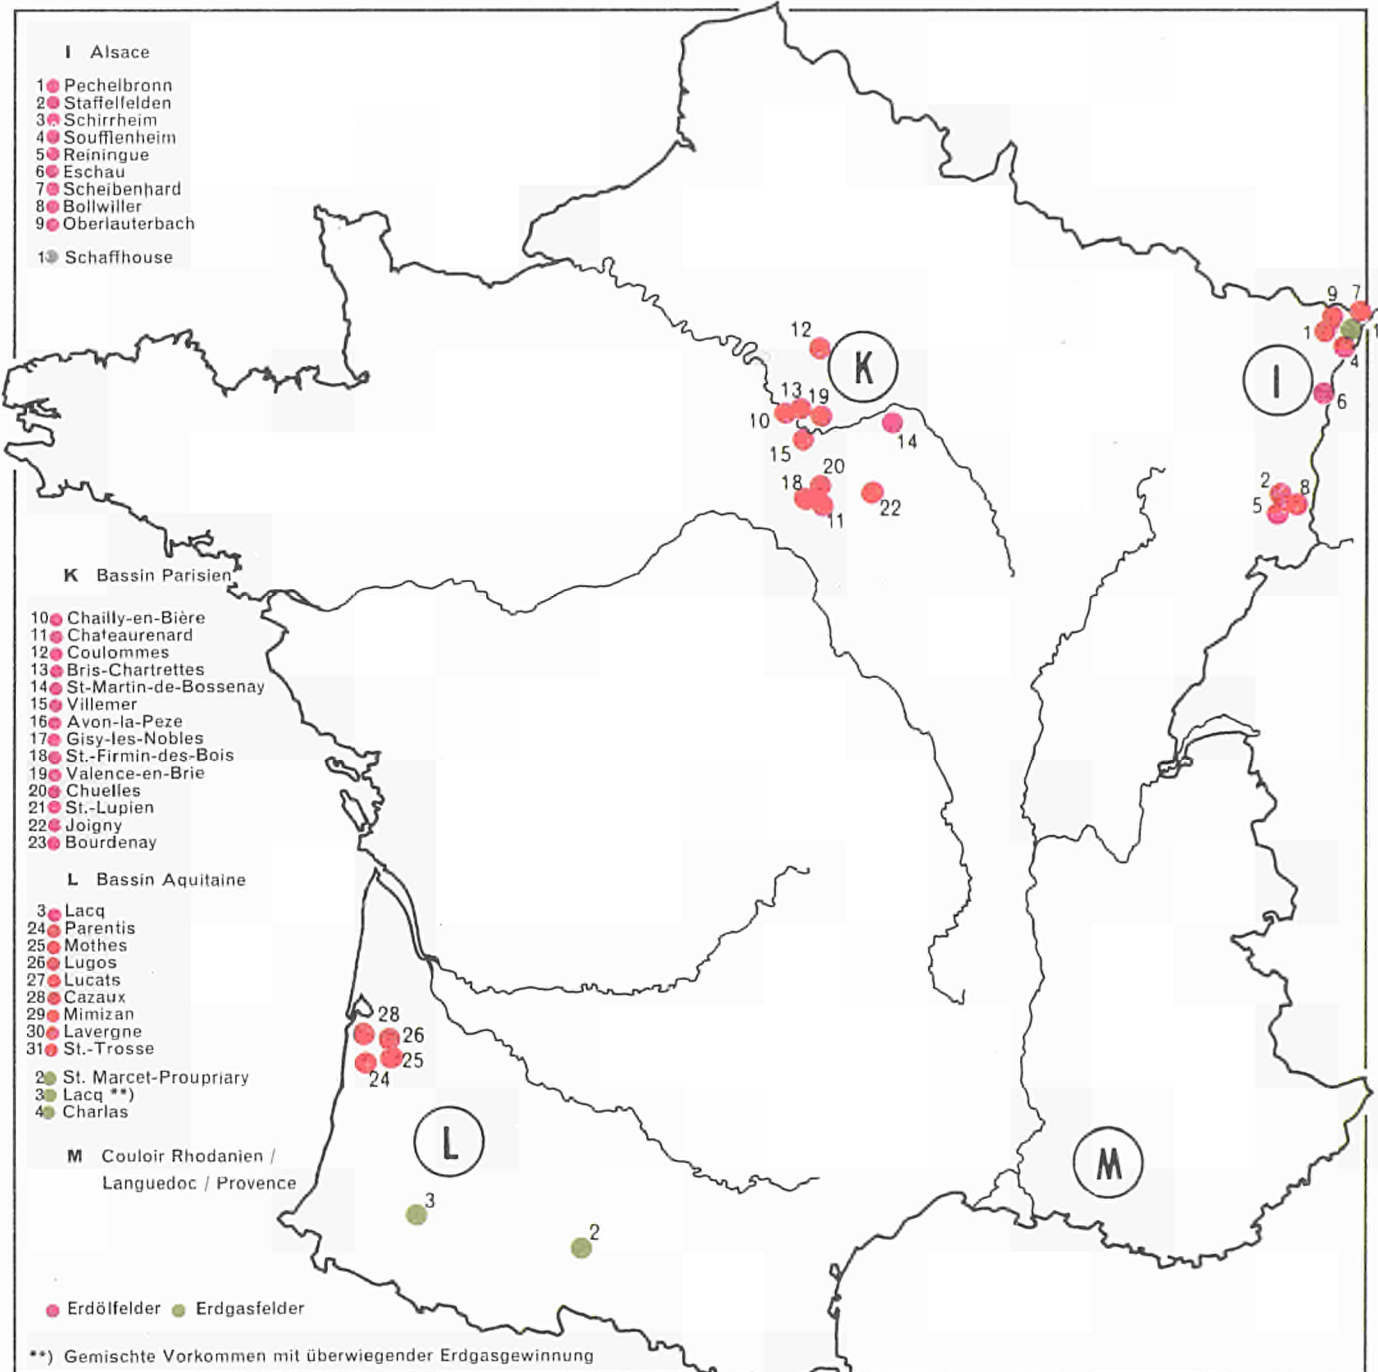 I Alsace
1 Pechelbronn
2 Staffelfelden
3 Schirrheim
4 Soufflenheim
5 Reiningue
6 Eschau
7 Scheibenhard
8 Bollwiller
9 Oberlauterbach
1 Schaffhouse
K Bassin Parisien
10 Chailly-en-Bière
11 Chateaurenard
12 Coulommes
13 Bris-Chartrettes
14 St-Martin-de-Bossenay
15 Villemer
16 Avon-la-Peze
17 Gisy-les-Nobles
18 St.-Firmin-des-Bois
19 Valence-en-Brie
20 Chuelles
21 St.-Lupien
22 Joigny
23 Bourdenay
L Bassin Aquitaine
3 Lacq
24 Parentis
25 Mothes
26 Lugos
27 Lucats
28 Cazaux
29 Mimizan
30 Lavergne
31 St.-Trosse
2 St. Marcet-Proupriary
3 Lacq **)
4 Charlas
M Couloir Rhodanien /
Languedoc / Provence
Erdölfelder Erdgasfelder
**) Gemischte Vorkommen mit überwiegender Erdgasgewinnung
9 7
1 1
4
I
6
2 8
5
12
K
13 19
10
14
15
20
18
22
11
28
26
25
24
L
M
3
2